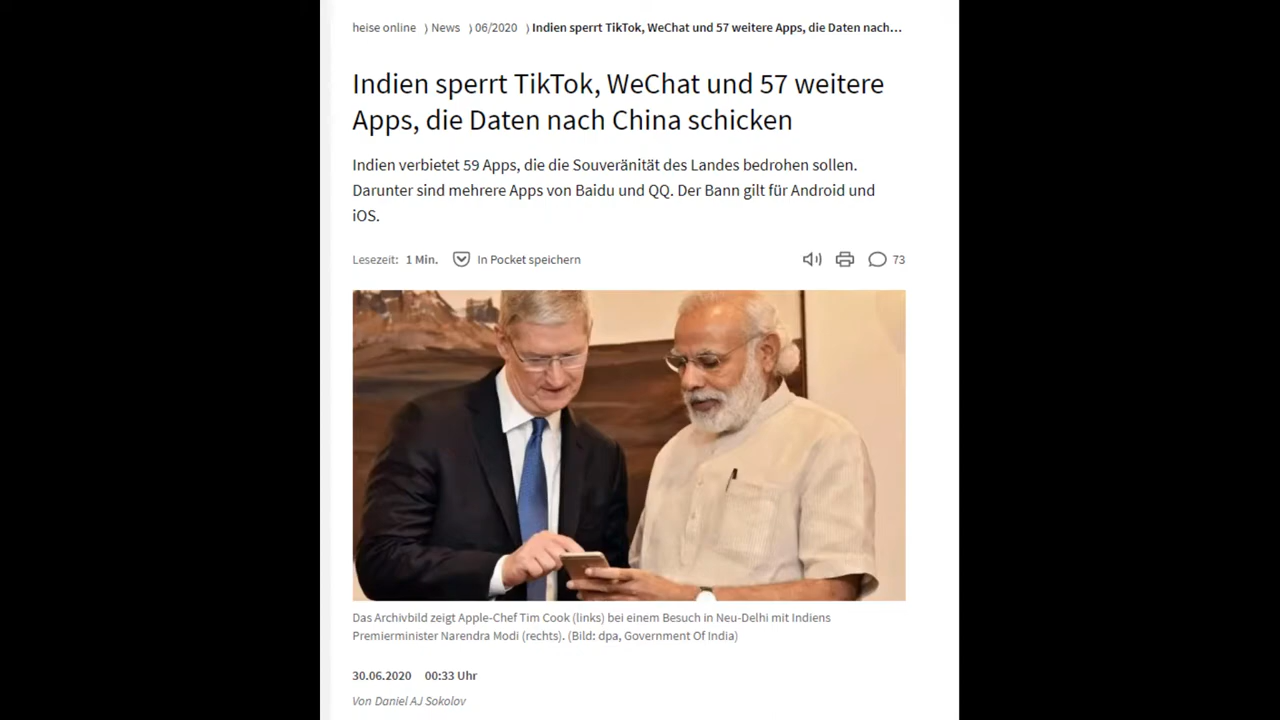 heise online ⟩ News ⟩ 06/2020 ⟩ Indien sperrt TikTok, WeChat und 57 weitere Apps, die Daten nach…
Indien sperrt TikTok, WeChat und 57 weitere
Apps, die Daten nach China schicken
Indien verbietet 59 Apps, die die Souveränität des Landes bedrohen sollen.
Darunter sind mehrere Apps von Baidu und QQ. Der Bann gilt für Android und
iOS.
Lesezeit: 1 Min. In Pocket speichern 73
Das Archivbild zeigt Apple-Chef Tim Cook (links) bei einem Besuch in Neu-Delhi mit Indiens
Premierminister Narendra Modi (rechts). (Bild: dpa, Government Of India)
30.06.2020 00:33 Uhr
Von Daniel AJ Sokolov